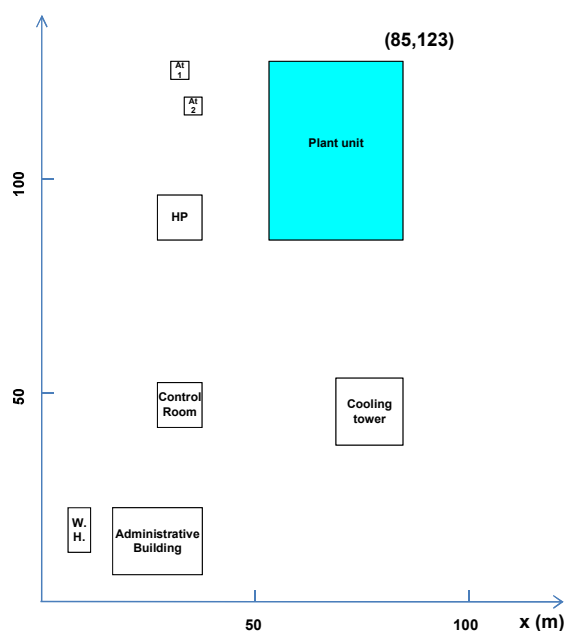 (85,123)
At
1
At
2
Plant unit
100
HP
50
Control
Room
Cooling
tower
W.
H.
Administrative
Building
50
100
x (m)